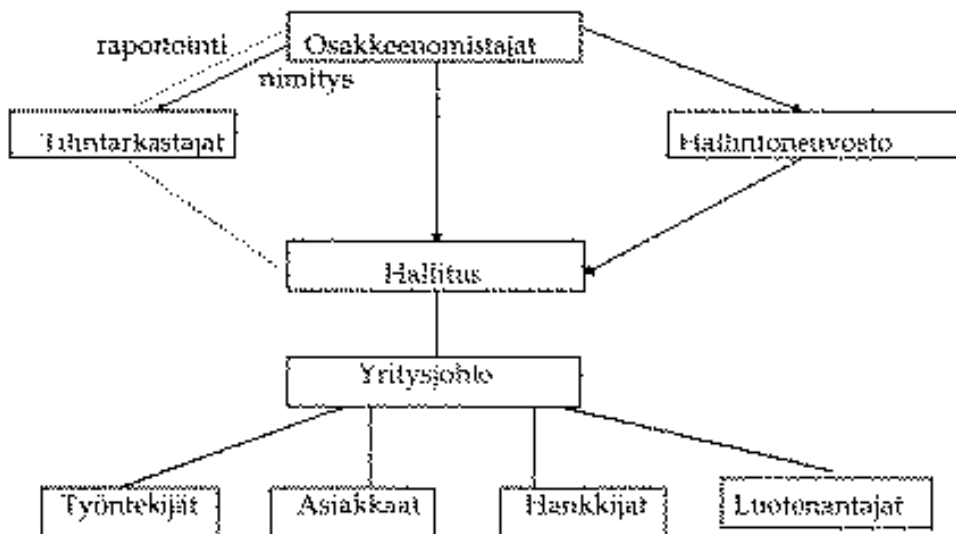 raportointi
Osakkeenomistajat
nimitys
Tilintarkastajat
Hallintoneuvosto
Hallitus
Yritysjohto
Työntekijät
Asiakkaat
Hankkijat
Luotonantajat